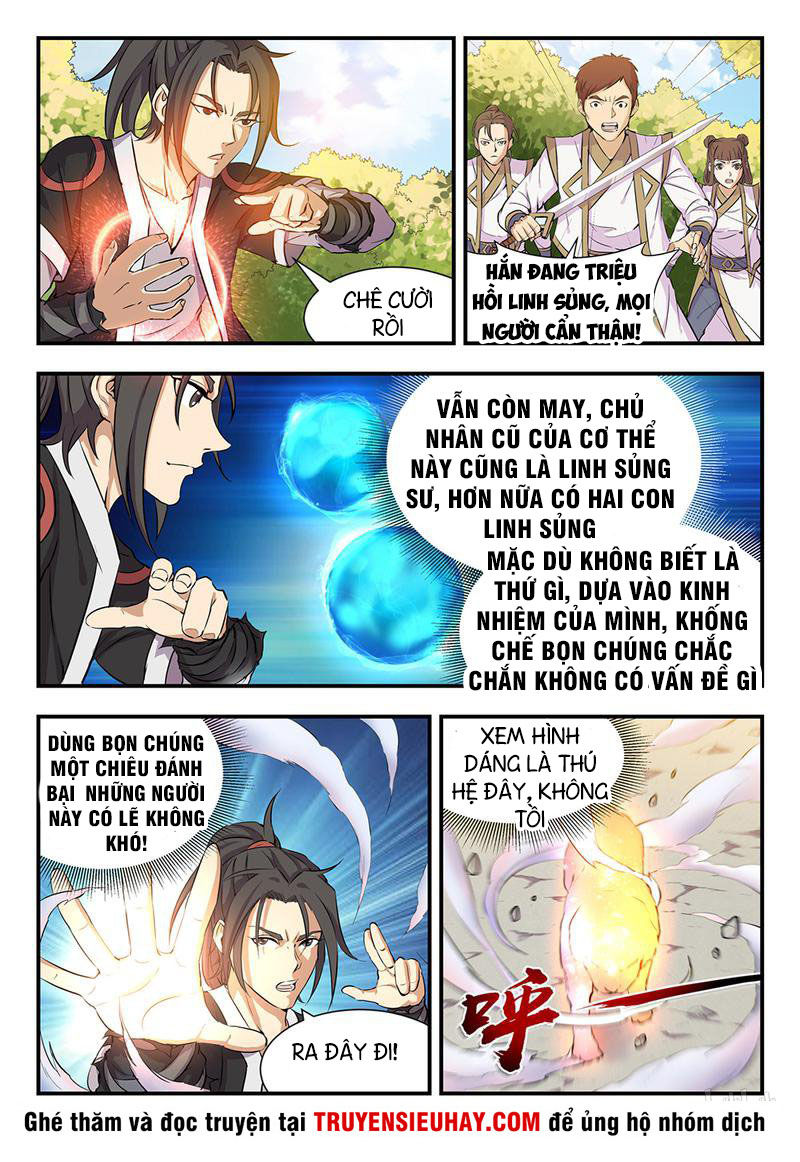 CHÊ CƯỜI
RỒI
HẮN ĐANG TRIỆU
HỒI LINH SỦNG, MỌI
NGƯỜI CẨN THẬN!
VẪN CÒN MAY, CHỦ
NHÂN CŨ CỦA CƠ THỂ
NÀY CŨNG LÀ LINH SỦNG
SƯ, HƠN NỮA CÓ HAI CON
LINH SỦNG
MẶC DÙ KHÔNG BIẾT LÀ
THỨ GÌ, DỰA VÀO KINH
NHIỆM CỦA MÌNH, KHỐNG
CHẾ BỌN CHÚNG CHẮC
CHẮN KHÔNG CÓ VẤN ĐỀ GÌ
DÙNG BỌN CHÚNG
MỘT CHIÊU ĐÁNH
BẠI NHỮNG NGƯỜI
NÀY CÓ LẼ KHÔNG
KHÓ!
RA ĐÂY ĐI!
XEM HÌNH
DÁNG LÀ THÚ
HỆ ĐÂY, KHÔNG
TỒI
呼
Ghé thăm và đọc truyện tại TRUYENSIEUHAY.COM để ủng hộ nhóm dịch